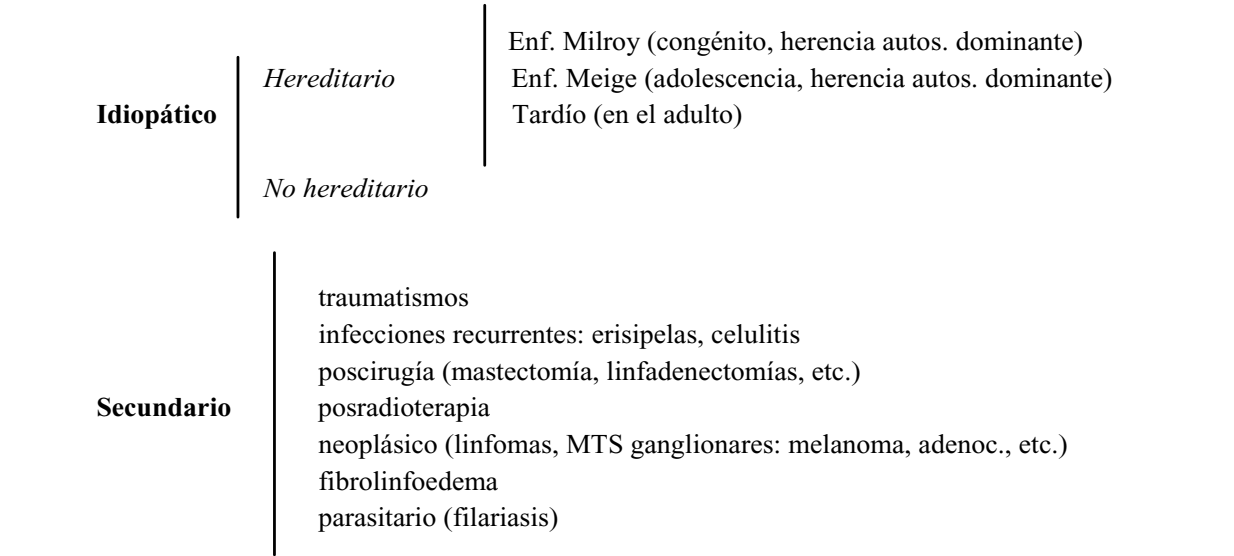 Enf. Milroy (congénito, herencia autos. dominante)
Hereditario Enf. Meige (adolescencia, herencia autos. dominante)
Idiopático Tardío (en el adulto)
No hereditario
traumatismos
infecciones recurrentes: erisipelas, celulitis
poscirugía (mastectomía, linfadenectomías, etc.)
Secundario posradioterapia
neoplásico (linfomas, MTS ganglionares: melanoma, adenoc., etc.)
fibrolinfoedema
parasitario (filariasis)